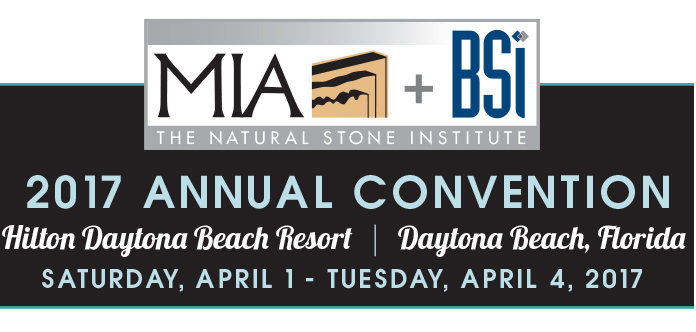 MIA + BSi
THE NATURAL STONE INSTITUTE
2017 ANNUAL CONVENTION
Hilton Daytona Beach Resort | Daytona Beach, Florida
SATURDAY, APRIL 1 - TUESDAY, APRIL 4, 2017